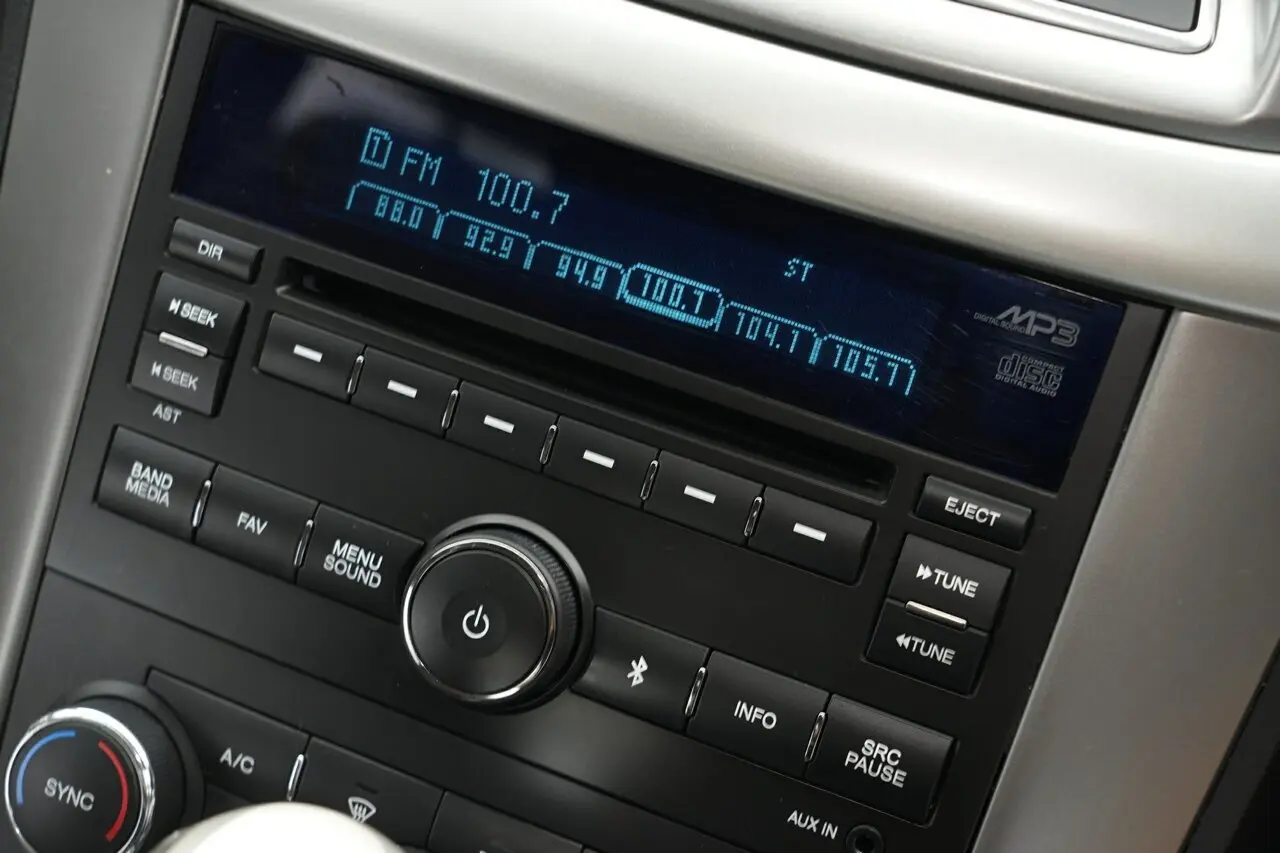 1 FM 100.7
88.0 92.9 94.9 100.7 104.7 105.7
ST
DIGITAL SOUND MP3
COMPACT
disc
DIGITAL AUDIO
DIR
SEEK
SEEK
AST
BAND
MEDIA
FAV
MENU
SOUND
EJECT
TUNE
TUNE
INFO
SRC
PAUSE
AUX IN
A/C
SYNC